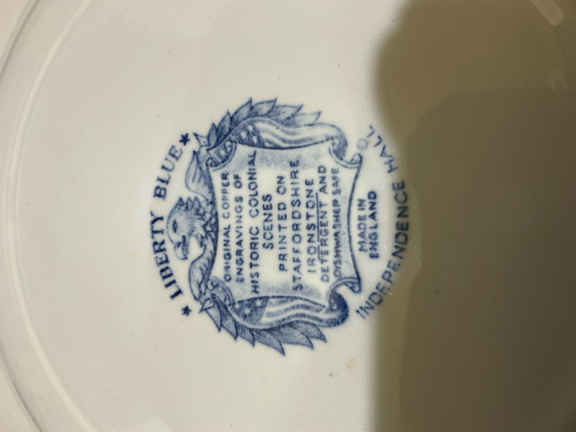 ★ LIBERTY BLUE ★
ORIGINAL COPPER
ENGRAVINGS OF
HISTORIC COLONIAL
SCENES
PRINTED ON
STAFFORDSHIRE
IRONSTONE
DETERGENT AND
DISHWASHER SAFE
MADE IN
ENGLAND
INDEPENDENCE HALL